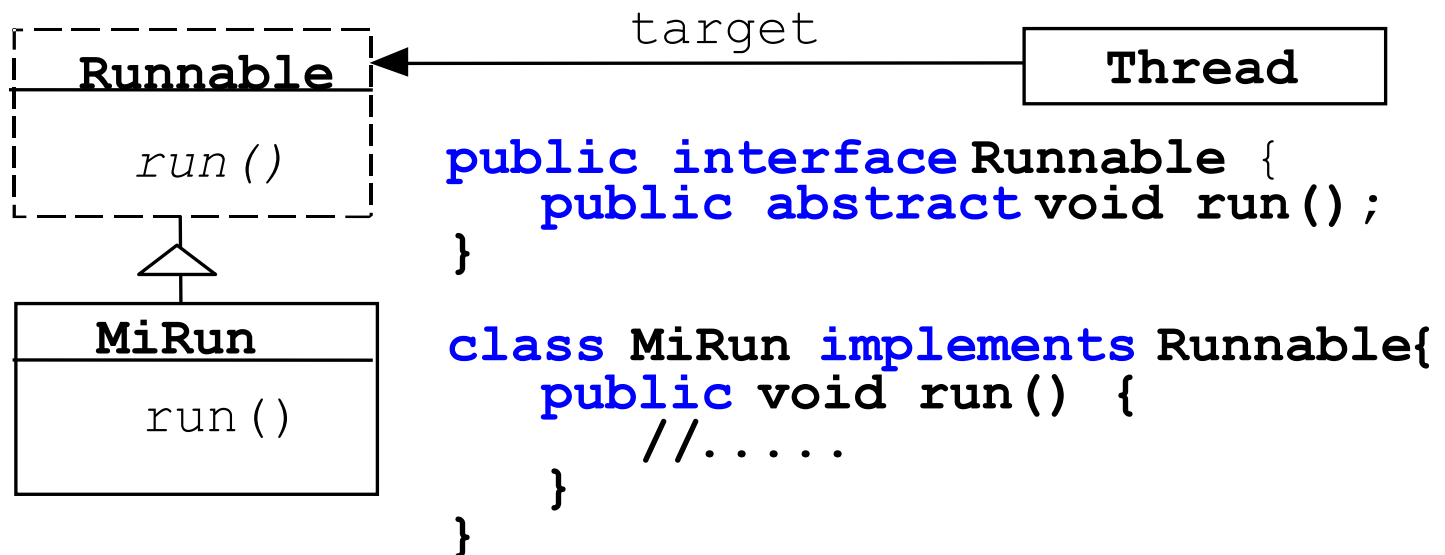 target
Runnable
Thread
run()
public interface Runnable {
public abstract void run();
}
MiRun
run()
class MiRun implements Runnable{
public void run() {
//.....
}
}